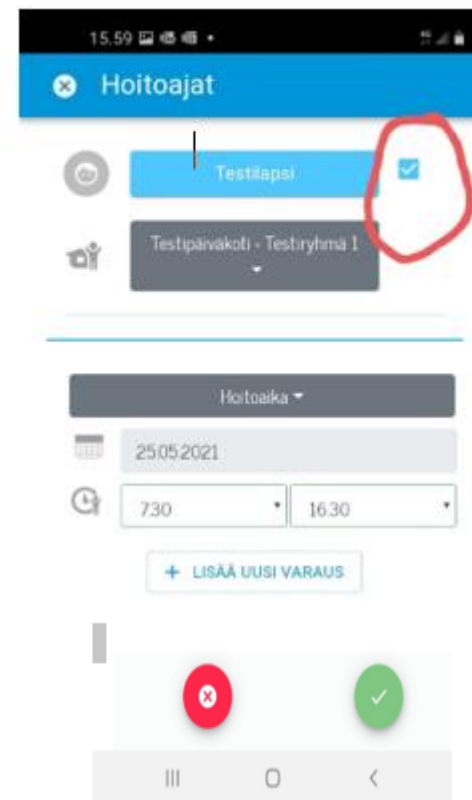 15.59
Hoitoajat
Testilapsi
Testipäiväkoti - Testiryhmä 1
Hoitoaika
25.05.2021
7.30 16.30
+ LISÄÄ UUSI VARAUS